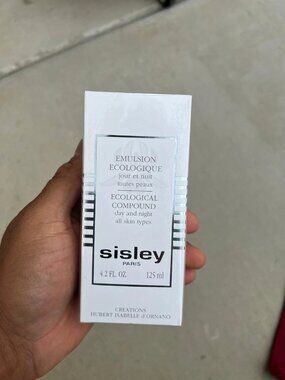 EMULSION
ECOLOGIQUE
jour et nuit
toutes peaux
ECOLOGICAL
COMPOUND
day and night
all skin types
sisley
PARIS
4.2 FL. OZ. 125 ml
CREATIONS
HUBERT ISABELLE d'ORNANO